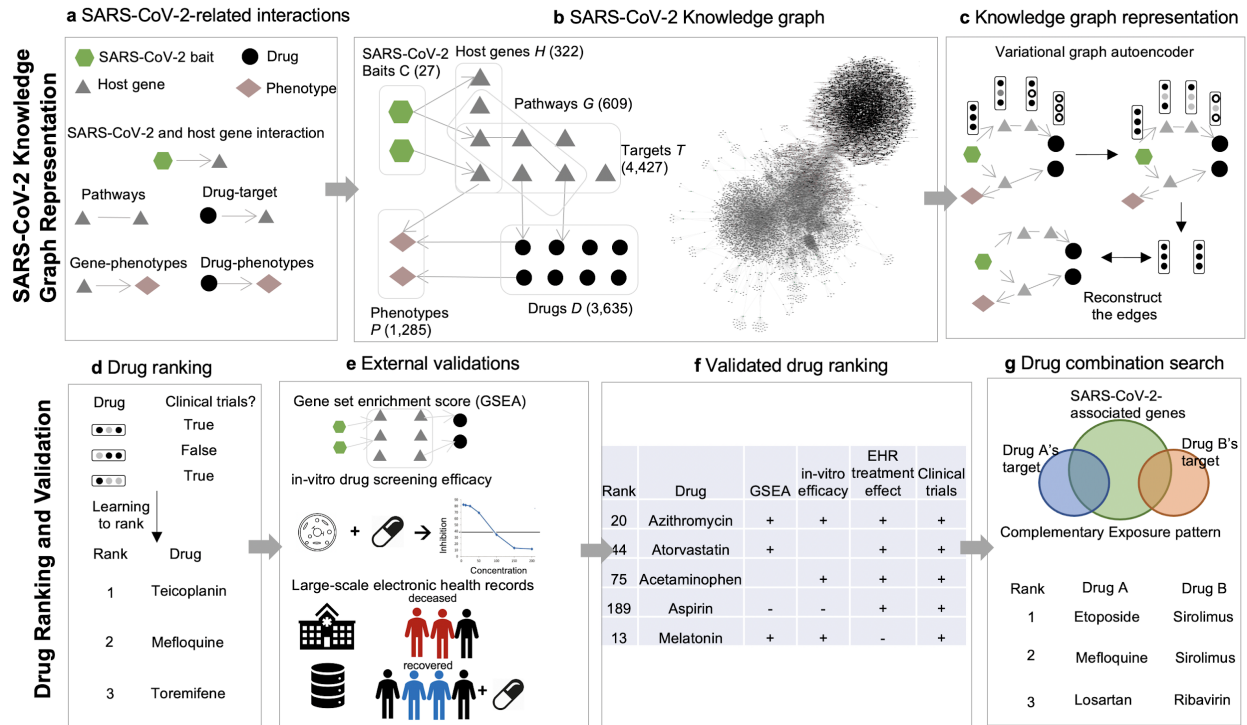 a SARS-CoV-2-related interactions
SARS-CoV-2 bait
Drug
Host gene
Phenotype
SARS-CoV-2 and host gene interaction
Pathways
Drug-target
Gene-phenotypes
Drug-phenotypes
b SARS-CoV-2 Knowledge graph
SARS-CoV-2
Baits C (27)
Host genes H (322)
Pathways G (609)
Targets T
(4,427)
Phenotypes
P (1,285)
Drugs D (3,635)
c Knowledge graph representation
Variational graph autoencoder
Reconstruct
the edges
SARS-CoV-2 Knowledge
Graph Representation
d Drug ranking
Drug
Clinical trials?
True
False
True
Learning
to rank
Rank
Drug
1 Teicoplanin
2 Mefloquine
3 Toremifene
e External validations
Gene set enrichment score (GSEA)
in-vitro drug screening efficacy
Inhibition
Concentration
Large-scale electronic health records
deceased
recovered
f Validated drug ranking
Rank Drug GSEA in-vitro efficacy EHR treatment effect Clinical trials
20 Azithromycin + + + +
44 Atorvastatin + + +
75 Acetaminophen + + +
189 Aspirin - - + +
13 Melatonin + + - +
g Drug combination search
SARS-CoV-2-
associated genes
Drug A's
target
Drug B's
target
Complementary Exposure pattern
Rank Drug A Drug B
1 Etoposide Sirolimus
2 Mefloquine Sirolimus
3 Losartan Ribavirin
Drug Ranking and Validation